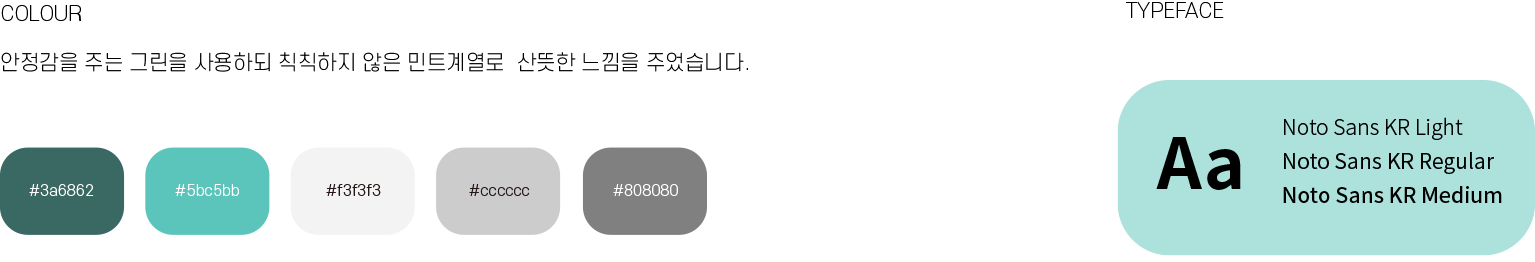 COLOUR
안정감을 주는 그린을 사용하되 칙칙하지 않은 민트계열로 산뜻한 느낌을 주었습니다.
#3a6862
#5bc5bb
#f3f3f3
#cccccc
#808080
TYPEFACE
Aa
Noto Sans KR Light
Noto Sans KR Regular
Noto Sans KR Medium